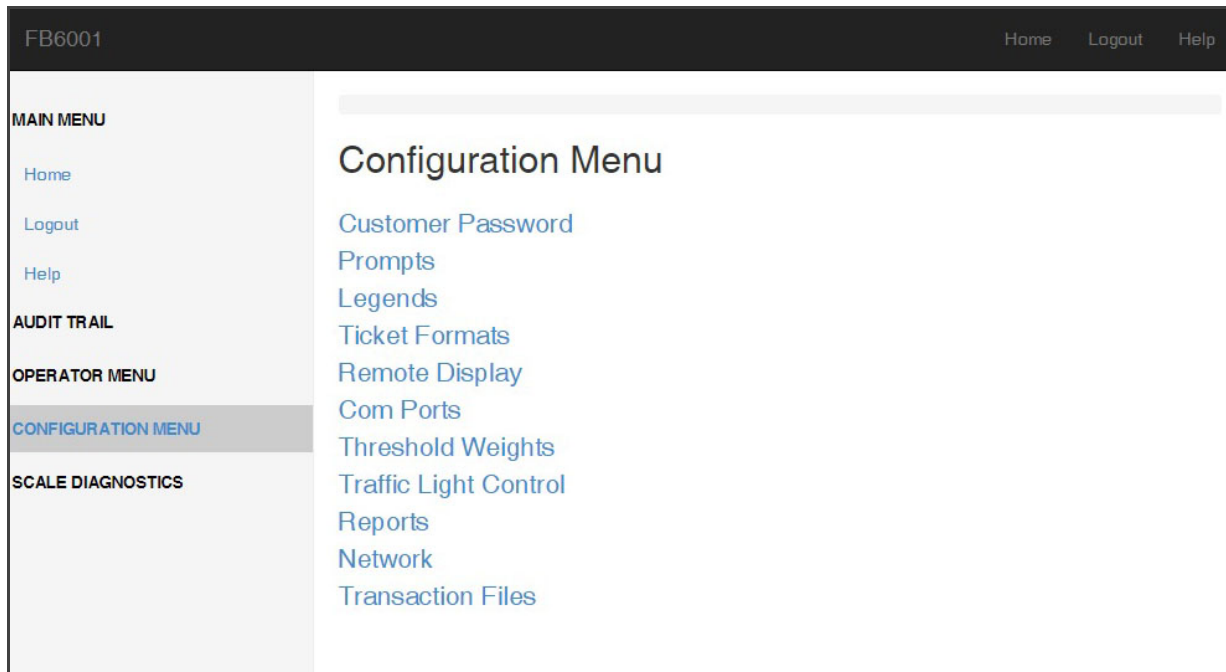 FB6001
Home Logout Help
MAIN MENU
Home
Logout
Help
AUDIT TRAIL
OPERATOR MENU
CONFIGURATION MENU
SCALE DIAGNOSTICS
Configuration Menu
Customer Password
Prompts
Legends
Ticket Formats
Remote Display
Com Ports
Threshold Weights
Traffic Light Control
Reports
Network
Transaction Files